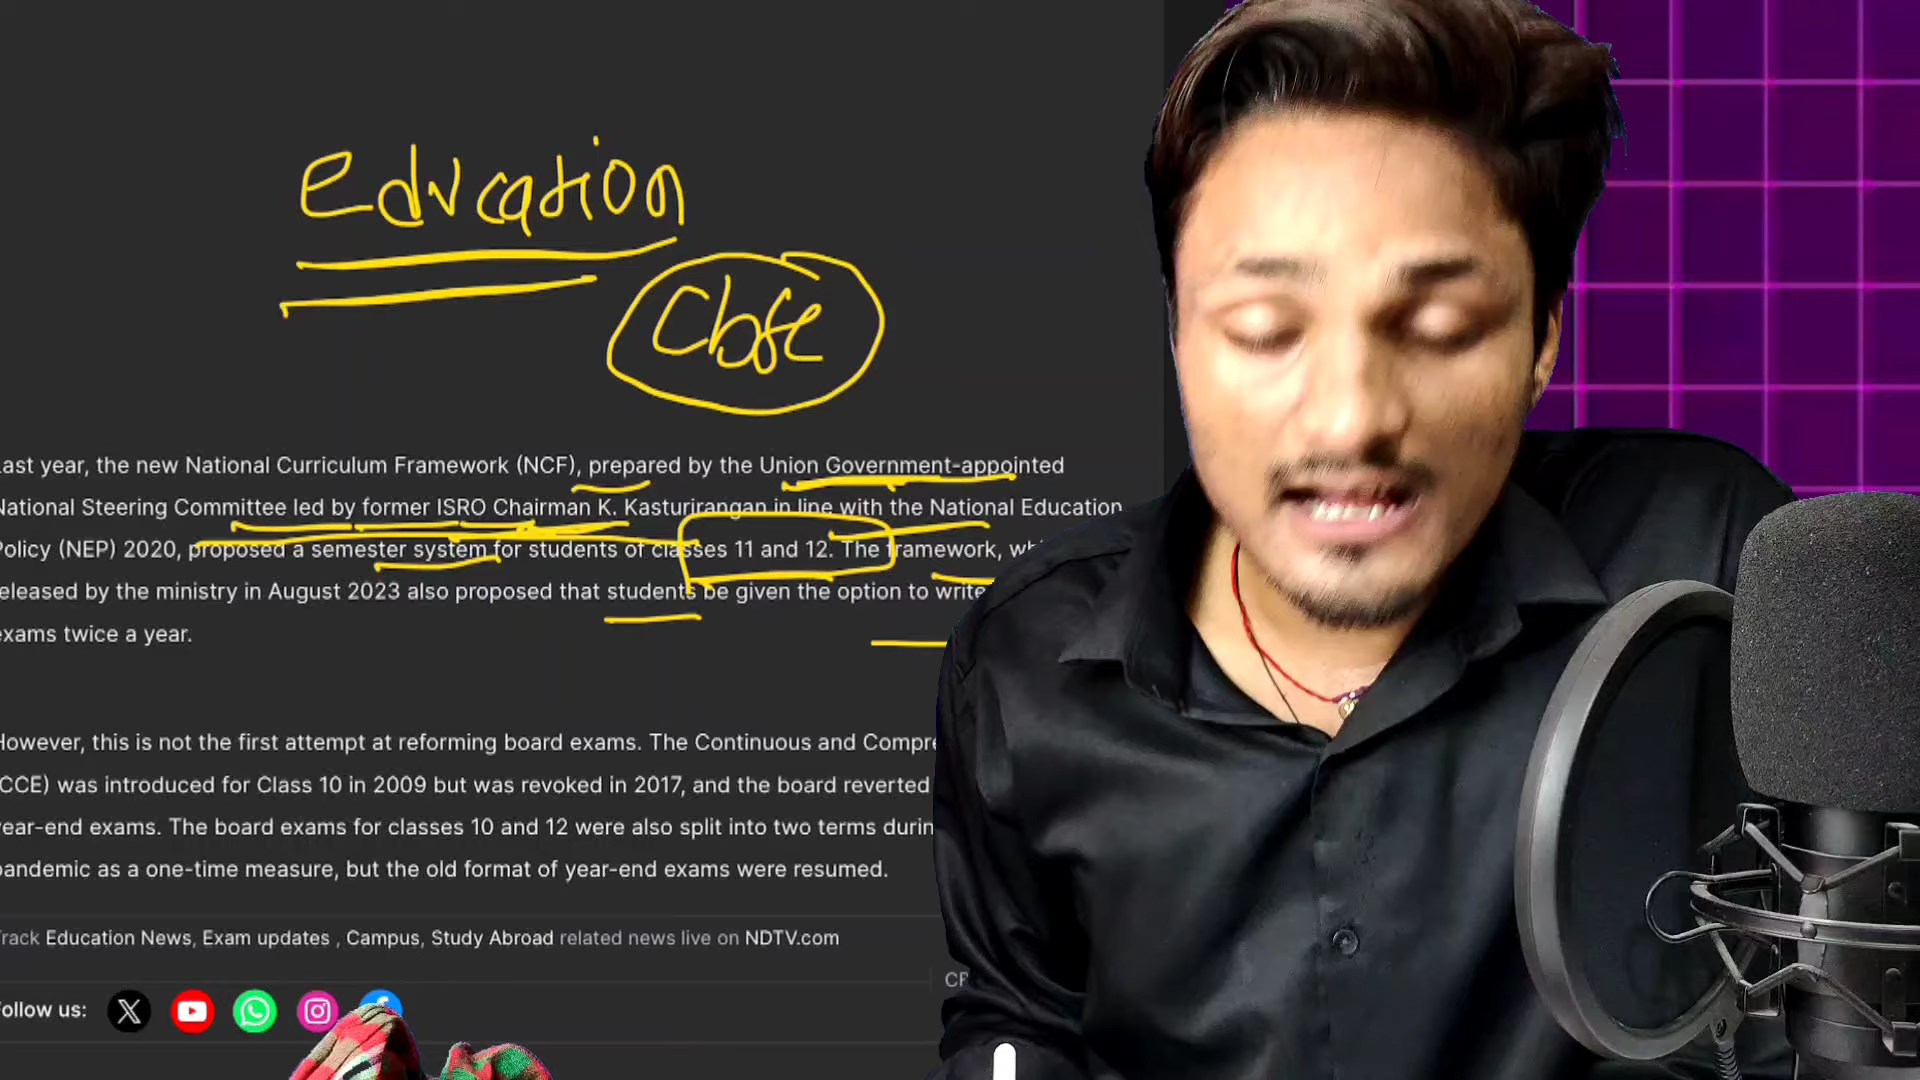 Education
Cbse
ast year, the new National Curriculum Framework (NCF), prepared by the Union Government-appointed
National Steering Committee led by former ISRO Chairman K. Kasturirangan in line with the National Education
Policy (NEP) 2020, proposed a semester system for students of classes 11 and 12. The framework,
eleased by the ministry in August 2023 also proposed that students be given the option to write
exams twice a year.
However, this is not the first attempt at reforming board exams. The Continuous and Compre
CCE) was introduced for Class 10 in 2009 but was revoked in 2017, and the board reverted
year-end exams. The board exams for classes 10 and 12 were also split into two terms durin
pandemic as a one-time measure, but the old format of year-end exams were resumed.
rack Education News, Exam updates , Campus, Study Abroad related news live on NDTV.com
Follow us: